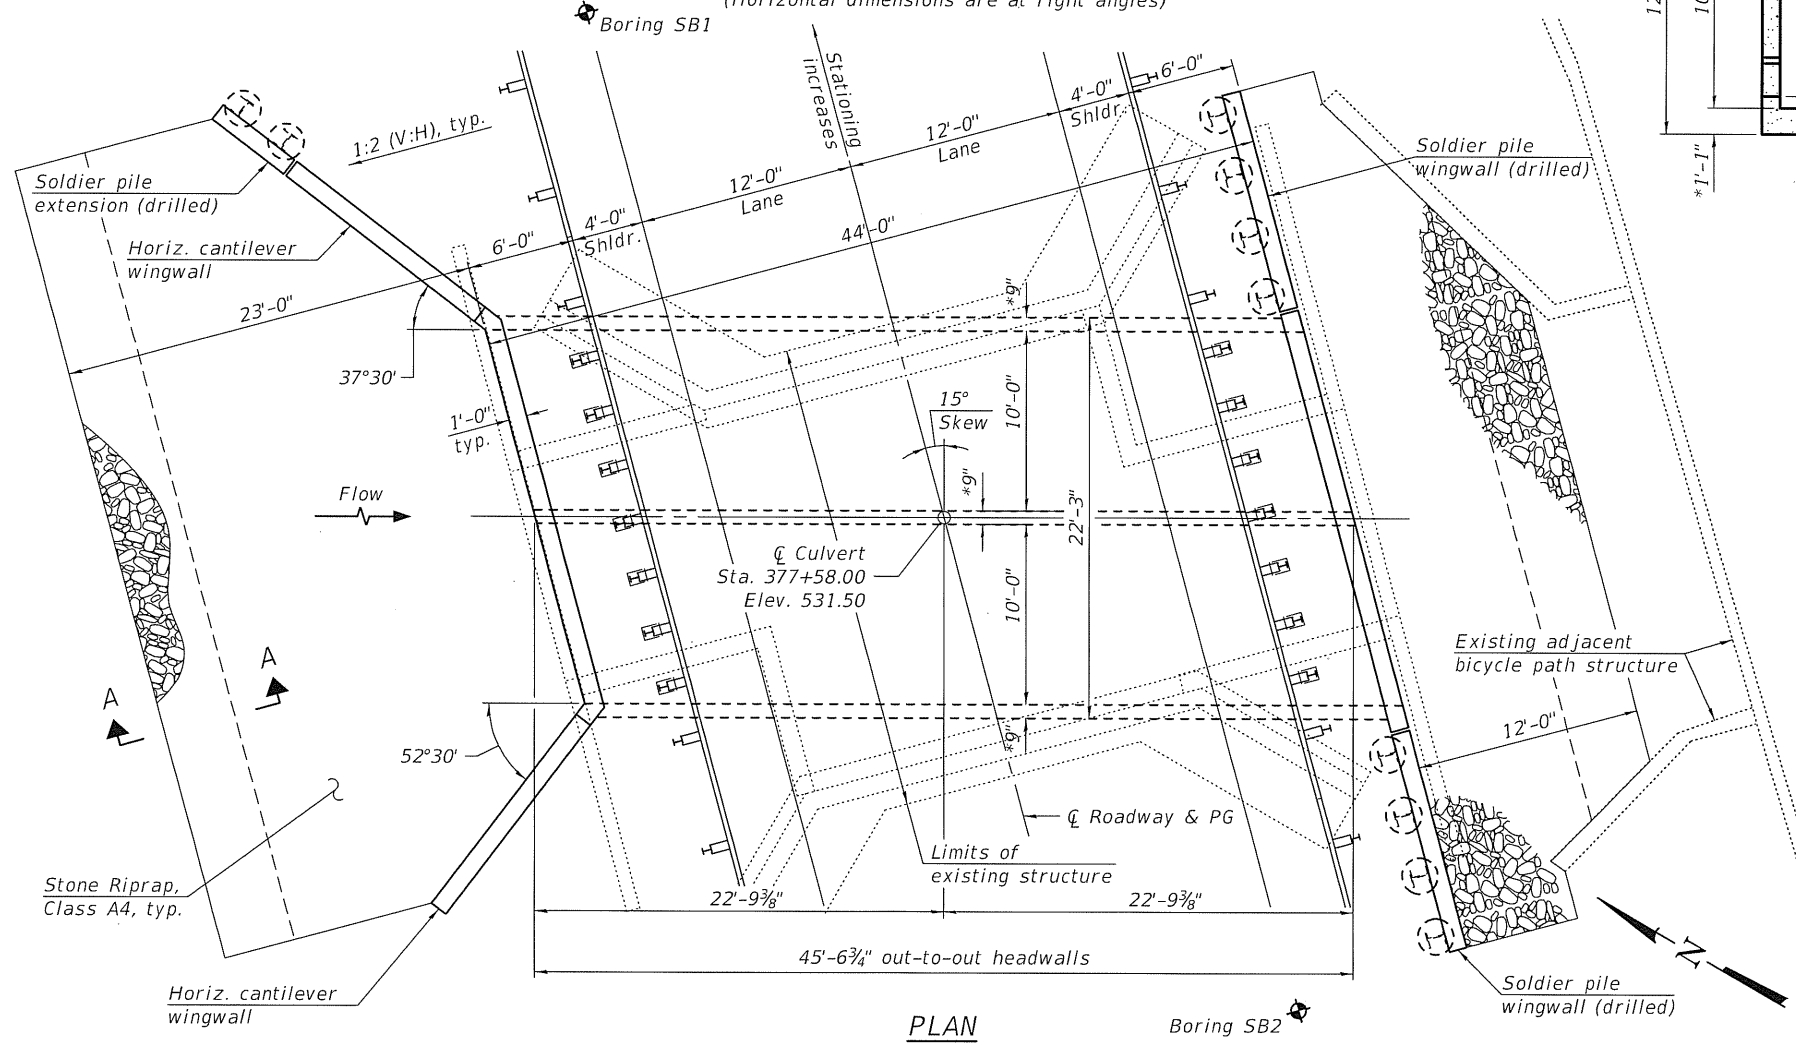 (Horizontal dimensions are at right angles)
Boring SB1
Stationing
increases
1:2 (V:H), typ.
Soldier pile
extension (drilled)
Horiz. cantilever
wingwall
23'-0"
6'-0"
4'-0"
Shldr.
12'-0"
Lane
12'-0"
Lane
4'-0"
Shldr.
6'-0"
44'-0"
Soldier pile
wingwall (drilled)
*1'-1"
37°30'
1'-0"
typ.
*9"
10'-0"
15°
Skew
*9"
22'-3"
Flow
℄ Culvert
Sta. 377+58.00
Elev. 531.50
10'-0"
*9"
A
A
52°30'
Existing adjacent
bicycle path structure
12'-0"
℄ Roadway & PG
Limits of
existing structure
Stone Riprap,
Class A4, typ.
22'-9⅜"
22'-9⅜"
45'-6¾" out-to-out headwalls
Horiz. cantilever
wingwall
Soldier pile
wingwall (drilled)
N
PLAN
Boring SB2